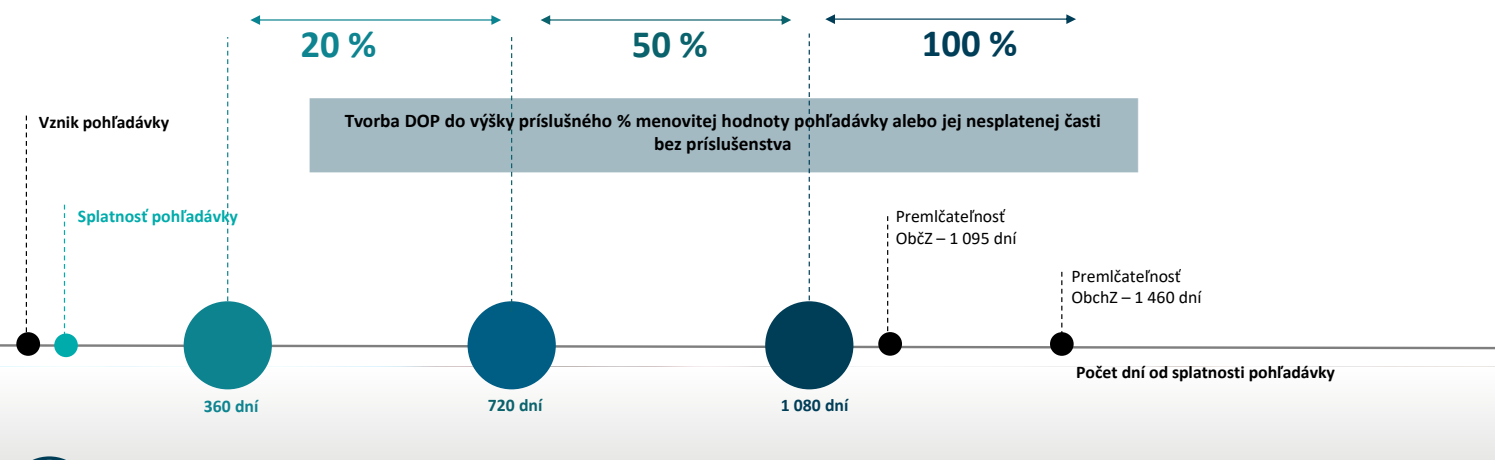 20 %
50 %
100 %
Vznik pohľadávky
Tvorba DOP do výšky príslušného % menovitej hodnoty pohľadávky alebo jej nesplatenej časti
bez príslušenstva
Splatnosť pohľadávky
Premlčateľnosť
ObčZ – 1 095 dní
Premlčateľnosť
ObchZ – 1 460 dní
Počet dní od splatnosti pohľadávky
360 dní
720 dní
1 080 dní